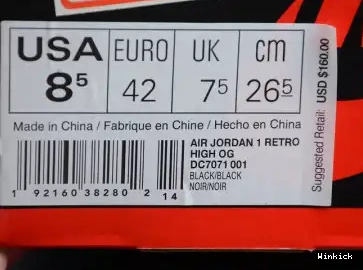 USA EURO UK cm
8⁵ 42 7⁵ 26⁵
Made in China / Fabrique en Chine / Hecho en China
AIR JORDAN 1 RETRO
HIGH OG
DC7071 001
BLACK/BLACK
NOIR/NOIR
1 92160 38280 2 14
Suggested Retail: USD $160.00
Winkick